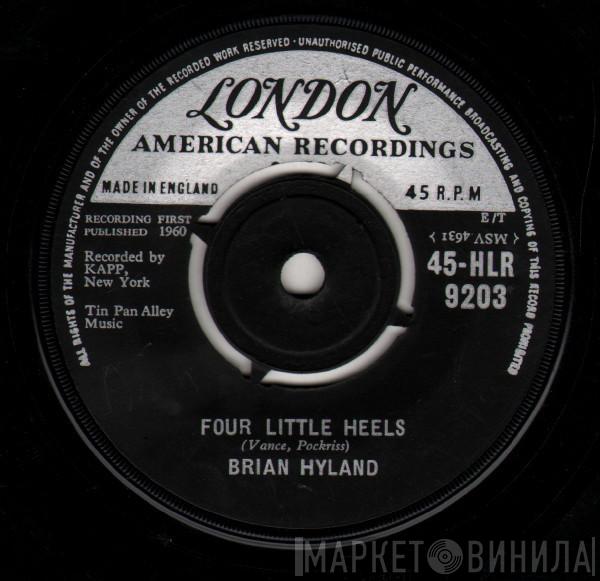 ALL RIGHTS OF THE MANUFACTURER AND OF THE OWNER OF THE RECORDED WORK RESERVED · UNAUTHORISED PUBLIC PERFORMANCE BROADCASTING AND COPYING OF THIS RECORD PROHIBITED
LONDON
AMERICAN RECORDINGS
MADE IN ENGLAND
45 R.P.M
RECORDING FIRST
PUBLISHED 1960
E/T
MSV 4631
Recorded by
KAPP,
New York
45-HLR
9203
Tin Pan Alley
Music
FOUR LITTLE HEELS
(Vance, Pockriss)
BRIAN HYLAND
МАРКЕТ ВИНИЛА